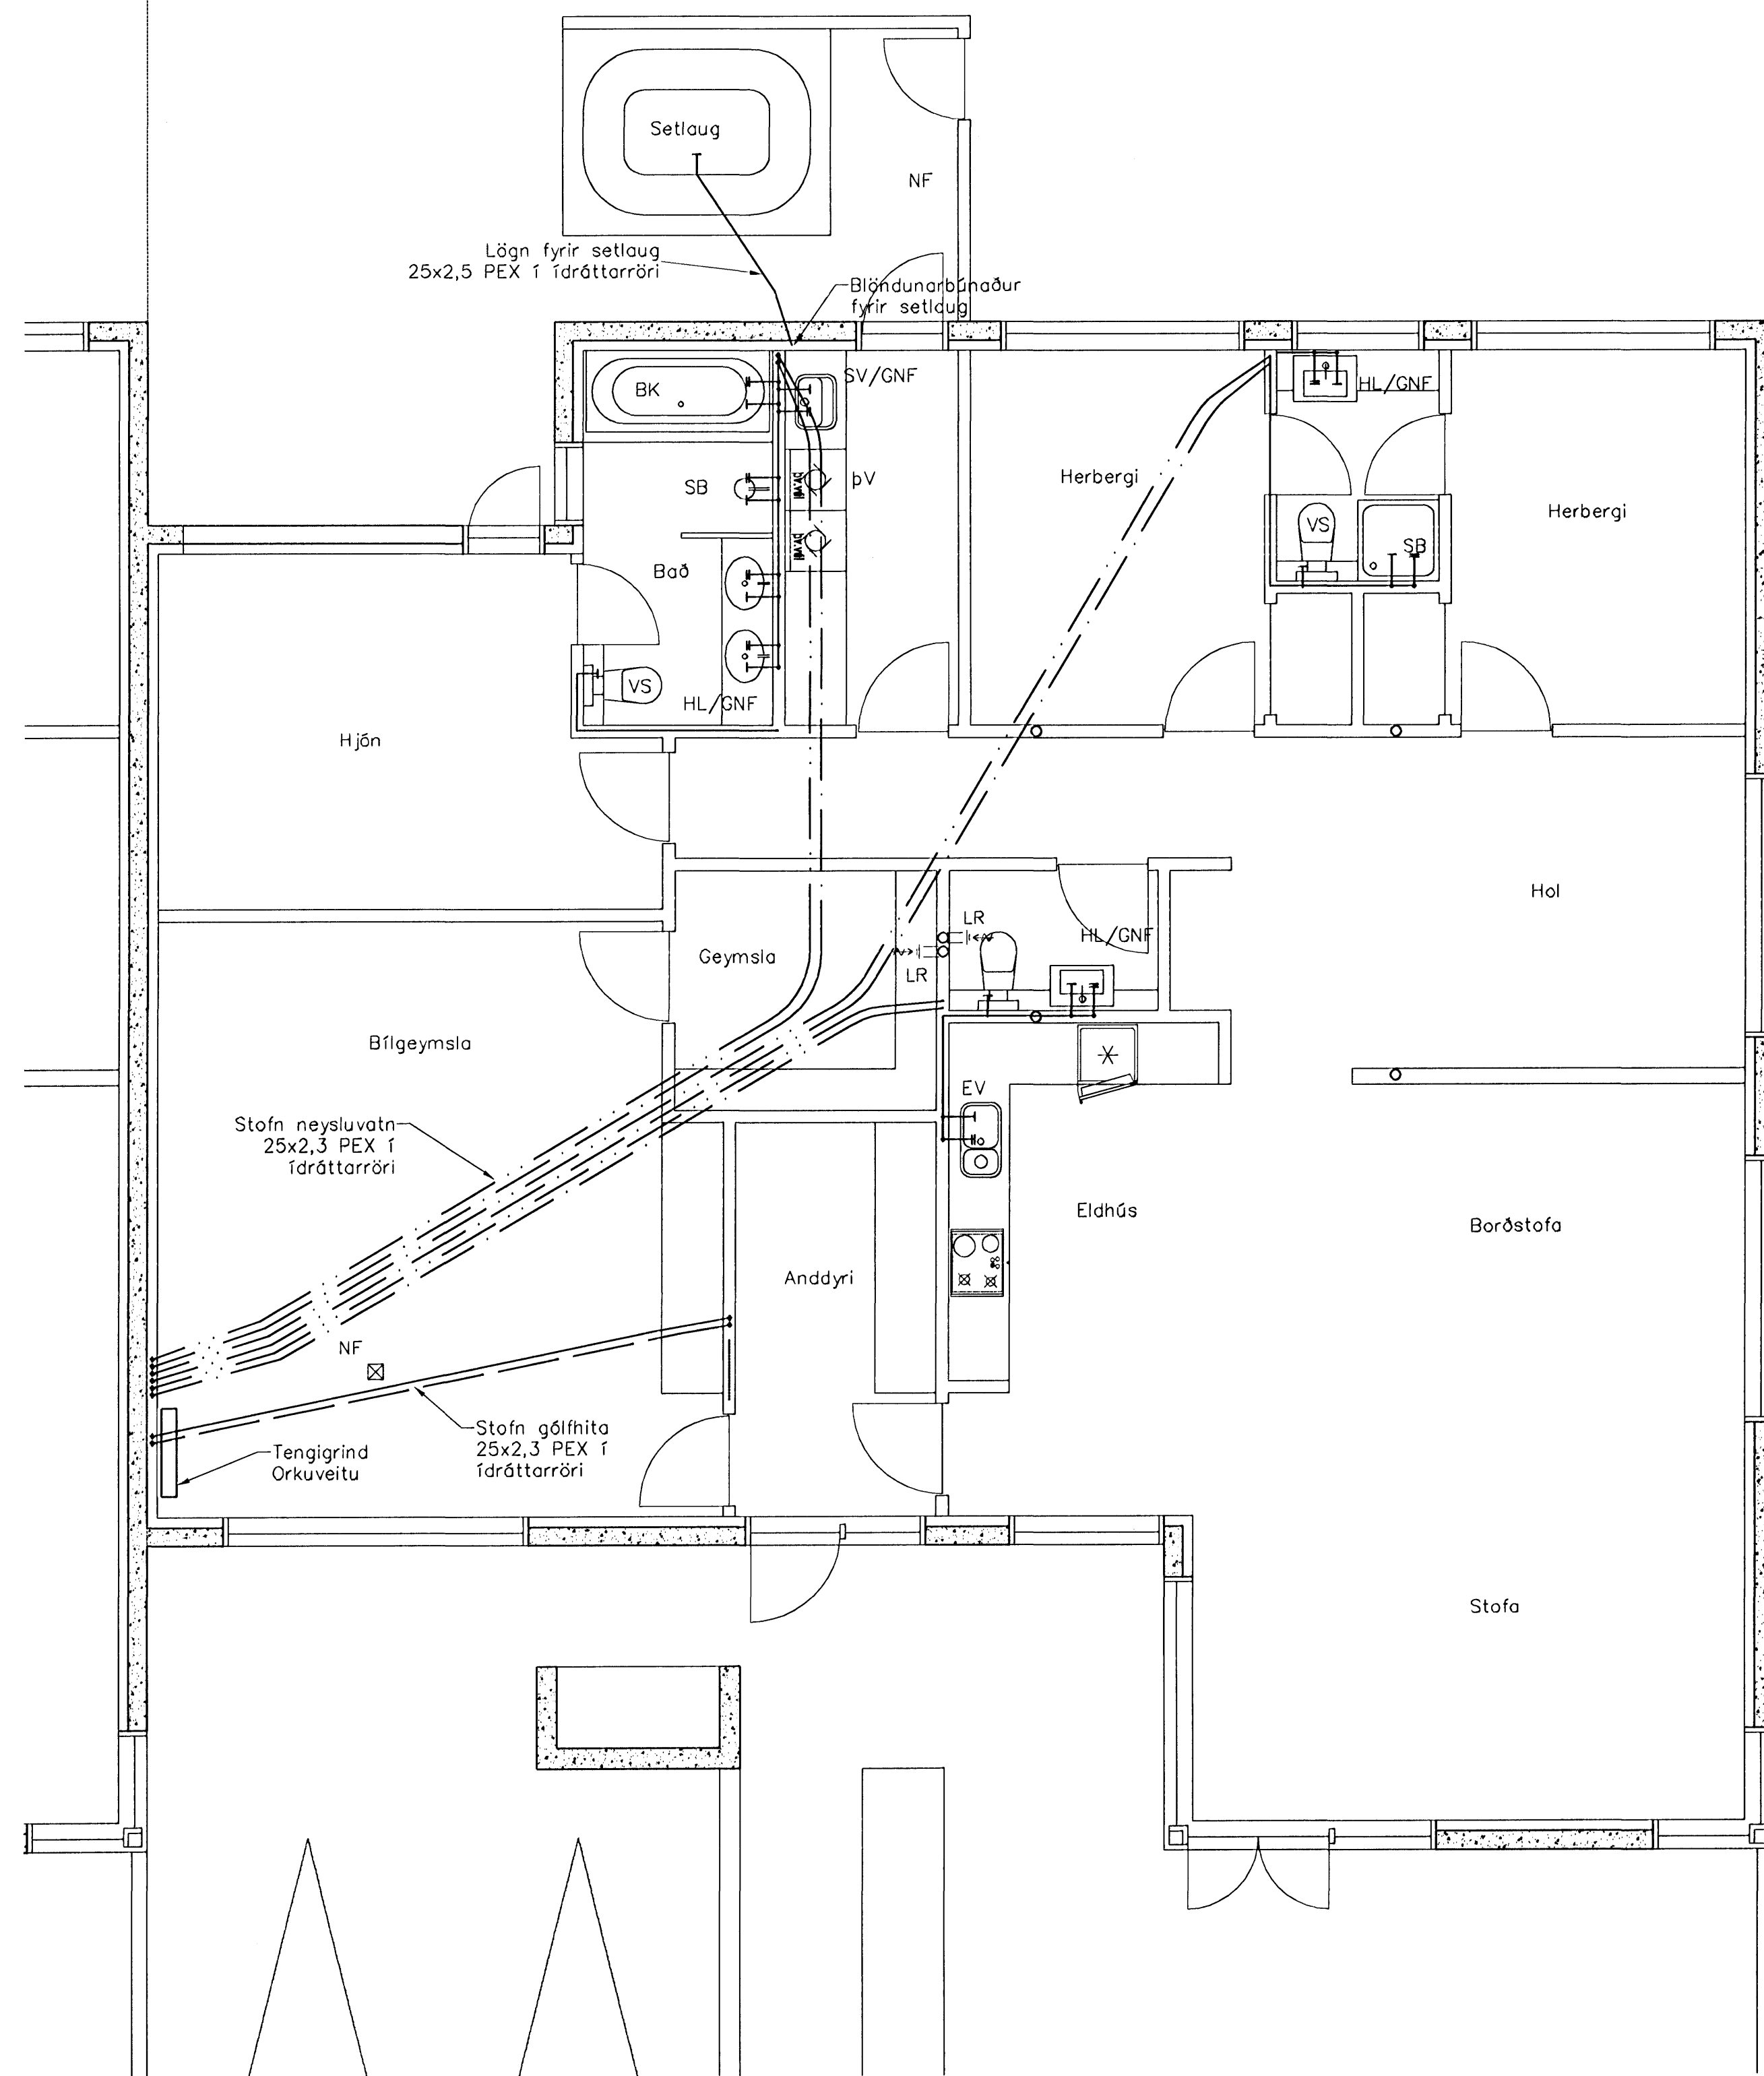 Setlaug
NF
Lögn fyrir setlaug
25x2,5 PEX í ídráttarröri
Blöndunarbúnaður
fyrir setlaug
BK
SV/GNF
HL/GNF
SB
þV
Herbergi
Herbergi
VS
SB
Bað
VS
HL/GNF
Hjón
Hol
LR
HL/GNF
Geymsla
LR
Bílgeymsla
EV
Stofn neysluvatn
25x2,3 PEX í
ídráttarröri
Eldhús
Borðstofa
Anddyri
NF
Stofn gólfhita
25x2,3 PEX í
ídráttarröri
Tengigrind
Orkuveitu
Stofa